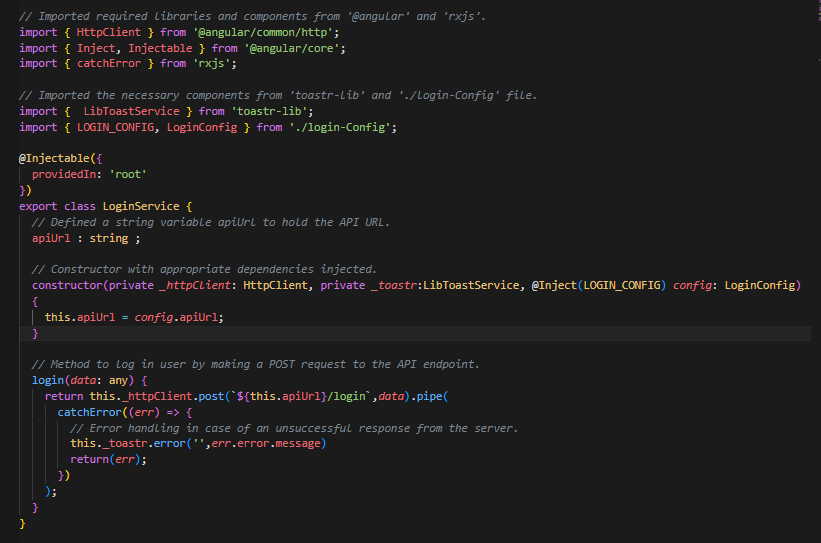 // Imported required libraries and components from '@angular' and 'rxjs'.
import { HttpClient } from '@angular/common/http';
import { Inject, Injectable } from '@angular/core';
import { catchError } from 'rxjs';

// Imported the necessary components from 'toastr-lib' and './login-Config' file.
import {  LibToastService } from 'toastr-lib';
import { LOGIN_CONFIG, LoginConfig } from './login-Config';

@Injectable({
  providedIn: 'root'
})
export class LoginService {
  // Defined a string variable apiUrl to hold the API URL.
  apiUrl : string ;

  // Constructor with appropriate dependencies injected.
  constructor(private _httpClient: HttpClient, private _toastr:LibToastService, @Inject(LOGIN_CONFIG) config: LoginConfig)
  {
    this.apiUrl = config.apiUrl;
  }

  // Method to log in user by making a POST request to the API endpoint.
  login(data: any) {
    return this._httpClient.post(`${this.apiUrl}/login`,data).pipe(
      catchError((err) => {
        // Error handling in case of an unsuccessful response from the server.
        this._toastr.error('',err.error.message)
        return(err);
      })
    );
  }
}